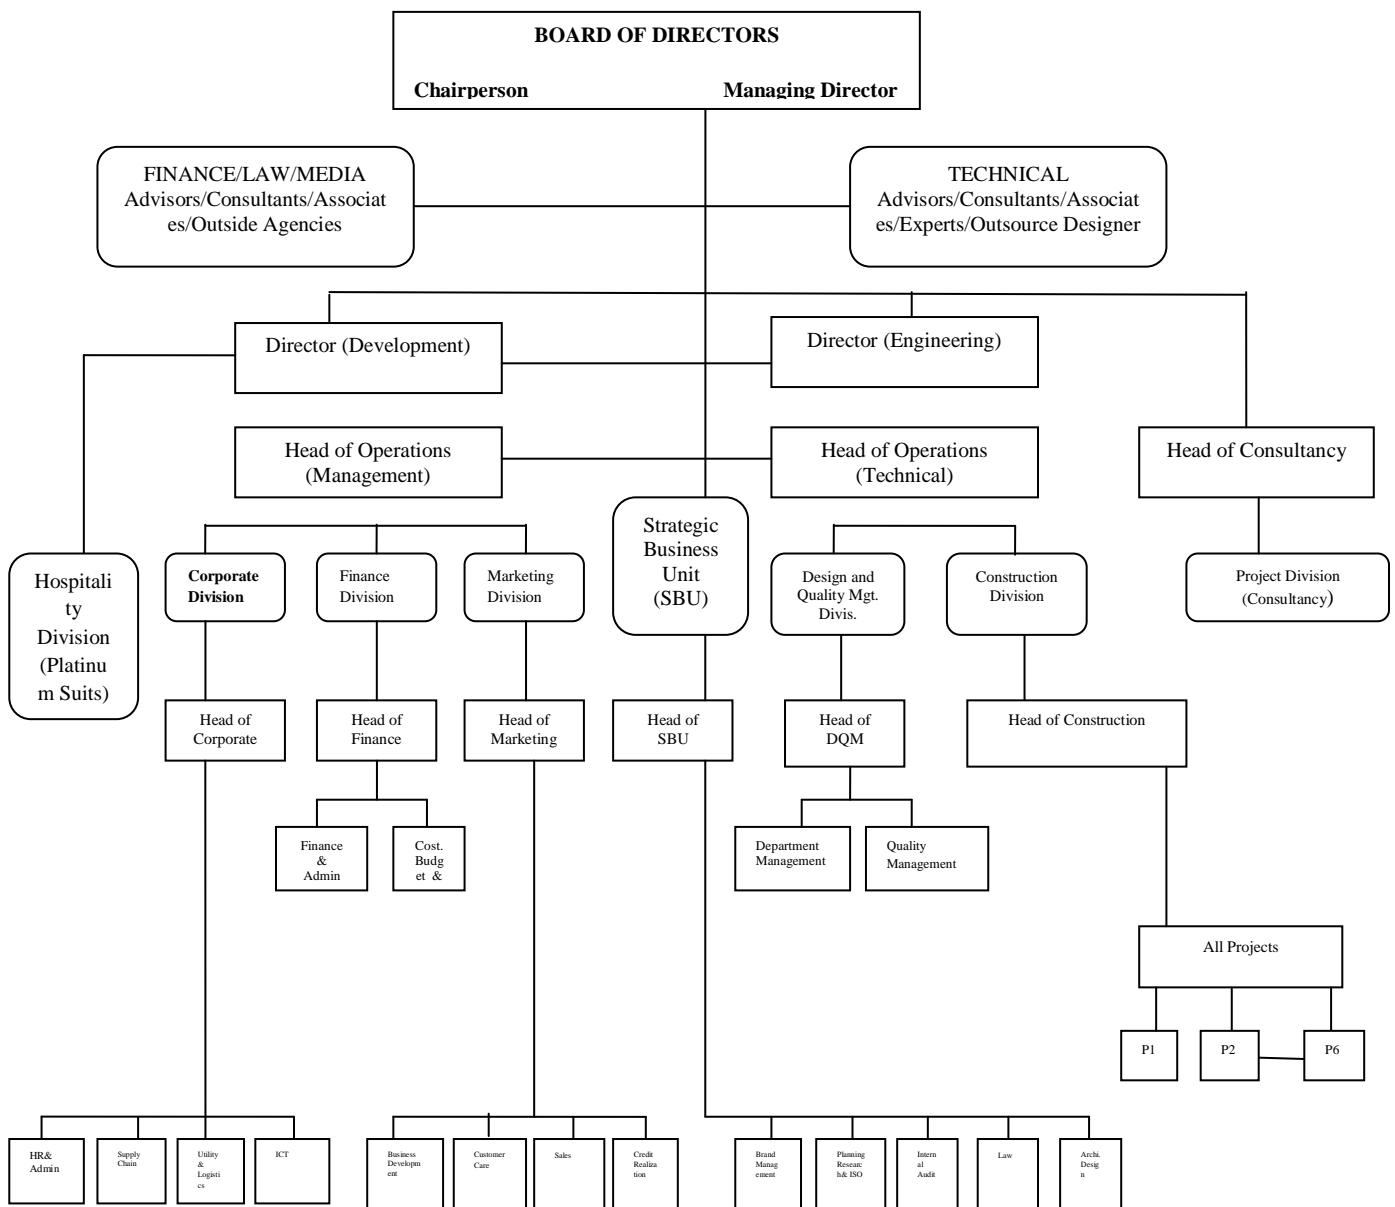 BOARD OF DIRECTORS
Chairperson Managing Director
FINANCE/LAW/MEDIA
Advisors/Consultants/Associat
es/Outside Agencies
TECHNICAL
Advisors/Consultants/Associat
es/Experts/Outsource Designer
Director (Development)
Director (Engineering)
Head of Operations
(Management)
Head of Operations
(Technical)
Head of Consultancy
Hospitali
ty
Division
(Platinu
m Suits)
Corporate
Division
Finance
Division
Marketing
Division
Strategic
Business
Unit
(SBU)
Design and
Quality Mgt.
Divis.
Construction
Division
Project Division
(Consultancy)
Head of
Corporate
Head of
Finance
Head of
Marketing
Head of
SBU
Head of
DQM
Head of Construction
Finance
&
Admin
Cost.
Budg
et &
Department
Management
Quality
Management
All Projects
P1
P2
P6
HR&
Admin
Supply
Chain
Utility
&
Logisti
cs
ICT
Business
Developm
ent
Customer
Care
Sales
Credit
Realiza
tion
Brand
Manag
ement
Planning
Researc
h& ISO
Intern
al
Audit
Law
Archi.
Desig
n